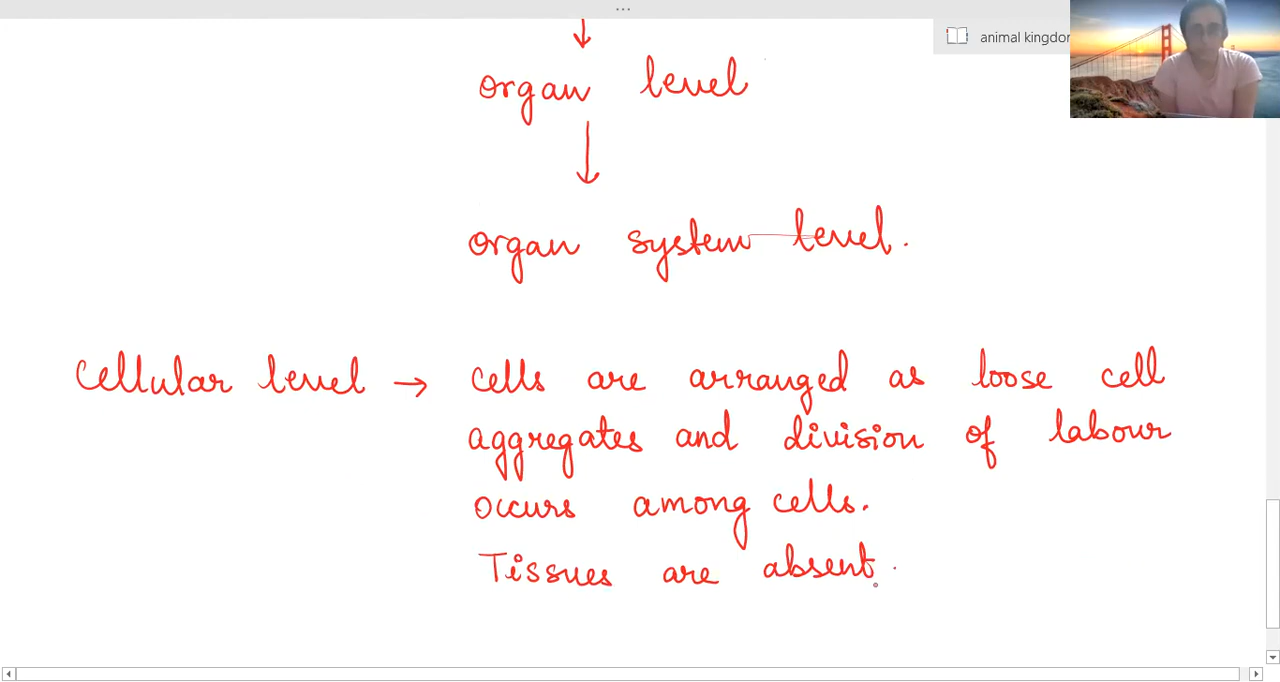 animal kingdom
organ level
organ system level.
cellular level → cells are arranged as loose cell
aggregates and division of labour
occurs among cells.
Tissues are absent.